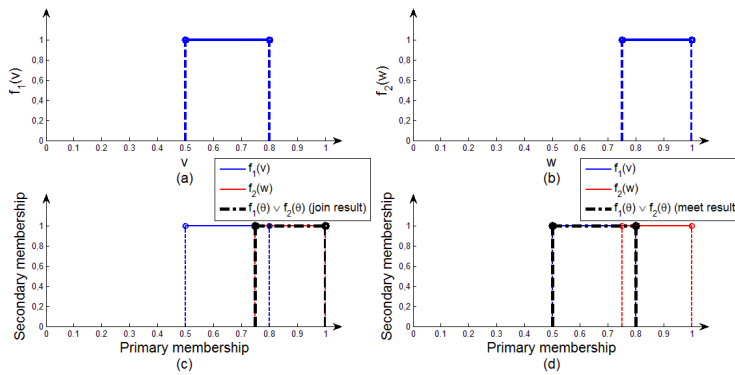 1
0,8
0,6
0,4
0,2
0
f1(v)
0 0.1 0.2 0.3 0.4 0.5 0.6 0.7 0.8 0.9 1
v
(a)
1
0,8
0,6
0,4
0,2
0
f2(w)
0 0.1 0.2 0.3 0.4 0.5 0.6 0.7 0.8 0.9 1
w
(b)
f1(v)
f2(w)
f1(θ) ∨ f2(θ) (join result)
f1(v)
f2(w)
f1(θ) ∨ f2(θ) (meet result
1
0,8
0,6
0,4
0,2
0
Secondary membership
0 0.1 0.2 0.3 0.4 0.5 0.6 0.7 0.8 0.9 1
Primary membership
(c)
1
0,8
0,6
0,4
0,2
0
Secondary membership
0 0.1 0.2 0.3 0.4 0.5 0.6 0.7 0.8 0.9 1
Primary membership
(d)